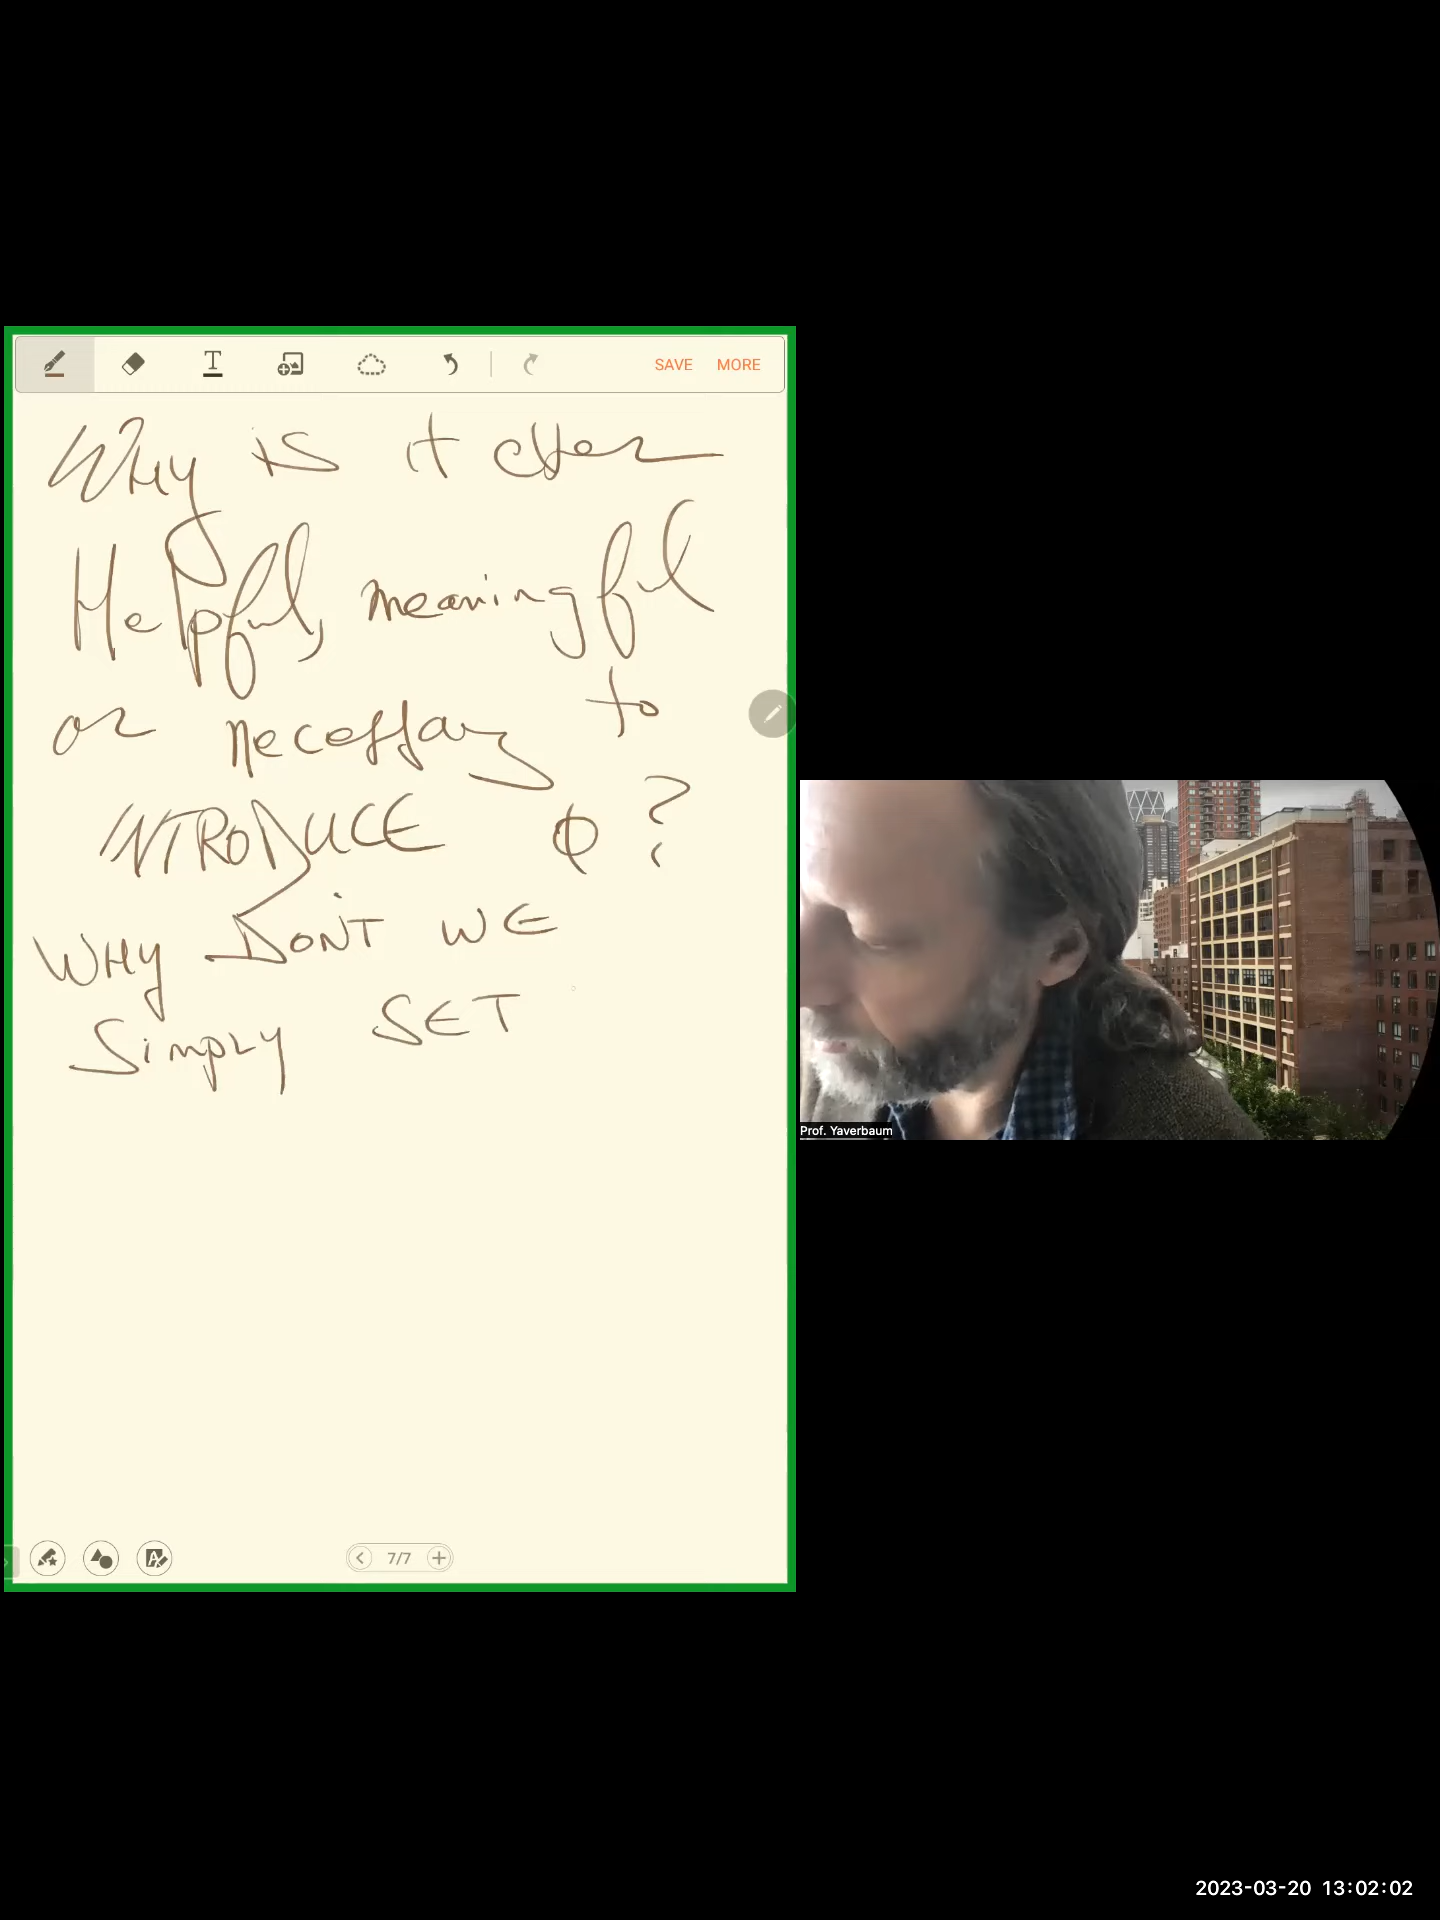 SAVE MORE
Why is it ever
Helpful, meaningful
or necessary to
INTRODUCE Φ?
WHY DON'T WE
Simply SET
Prof. Yaverbaum
7/7
2023-03-20 13:02:02